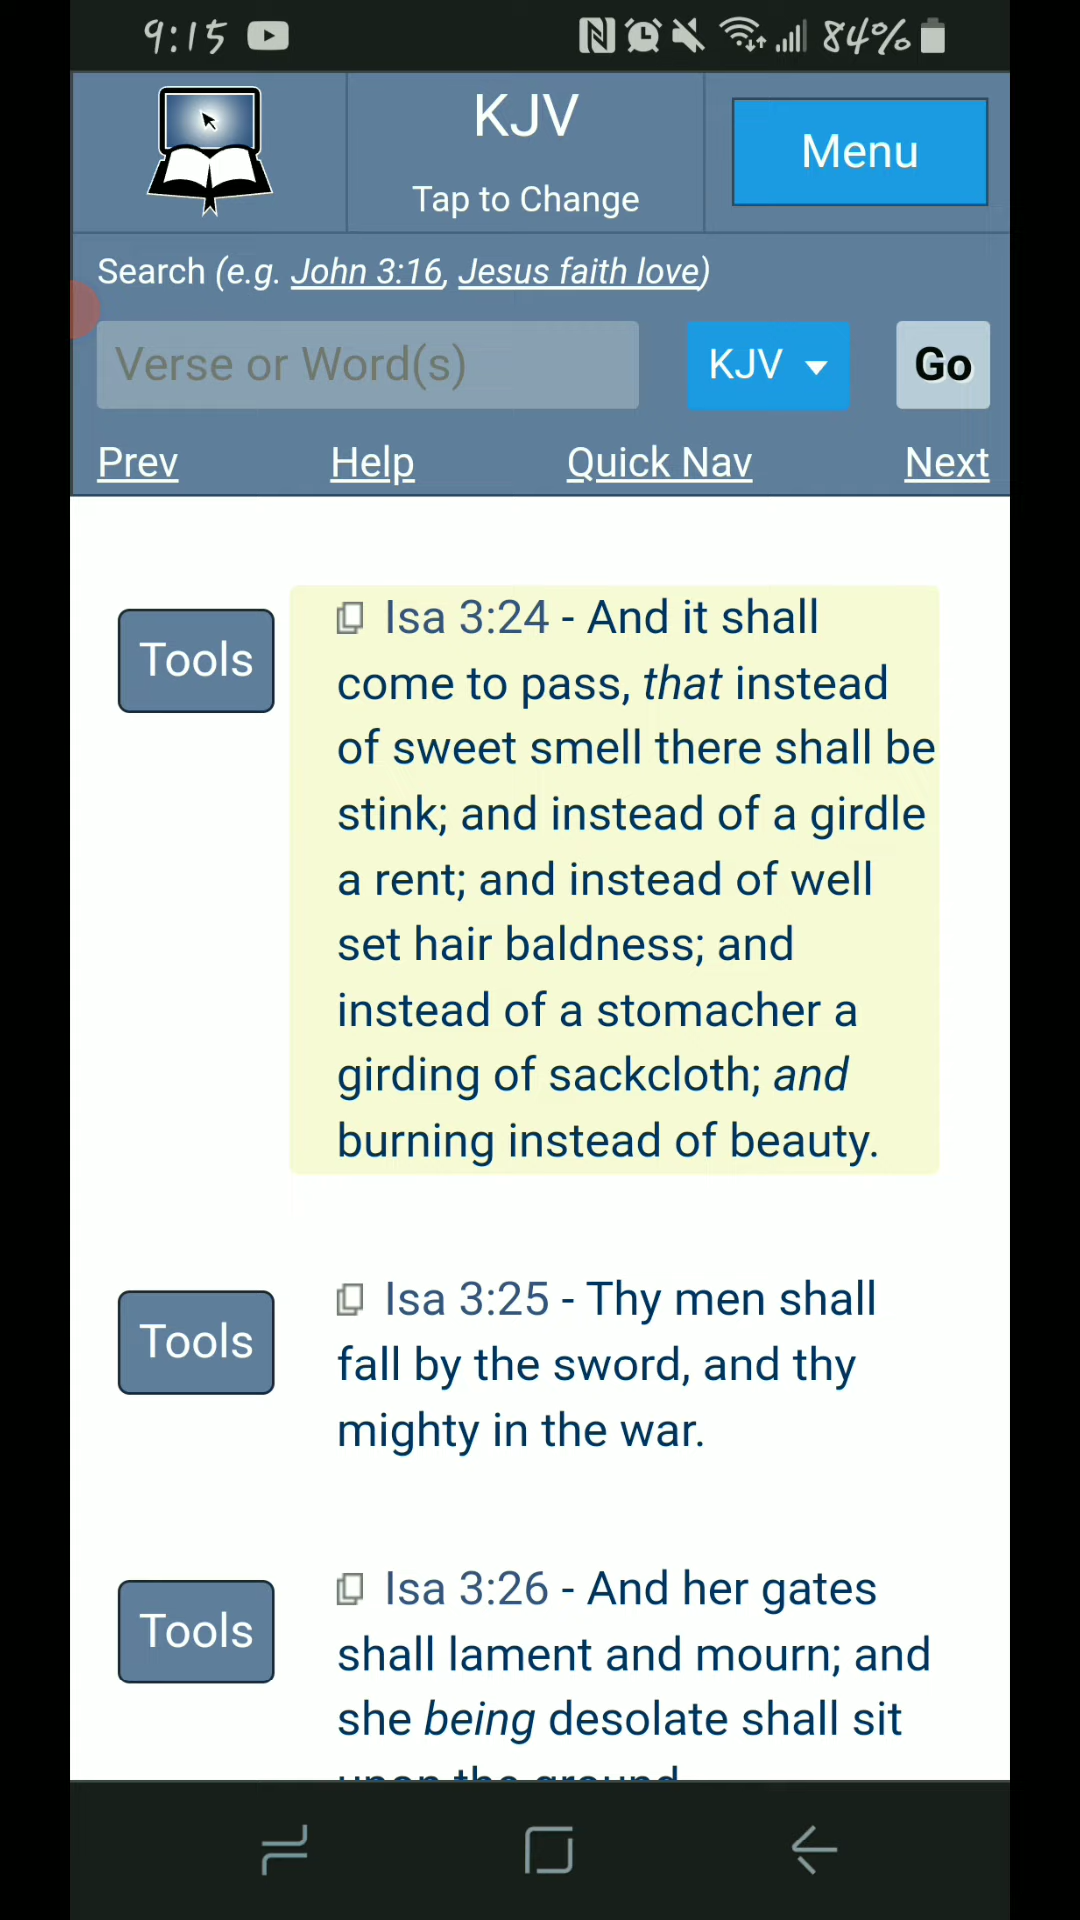 9:15 84%
KJV
Tap to Change
Menu
Search (e.g. John 3:16, Jesus faith love)
Verse or Word(s) KJV Go
Prev Help Quick Nav Next
Tools
Isa 3:24 - And it shall
come to pass, that instead
of sweet smell there shall be
stink; and instead of a girdle
a rent; and instead of well
set hair baldness; and
instead of a stomacher a
girding of sackcloth; and
burning instead of beauty.
Tools
Isa 3:25 - Thy men shall
fall by the sword, and thy
mighty in the war.
Tools
Isa 3:26 - And her gates
shall lament and mourn; and
she being desolate shall sit
upon the ground